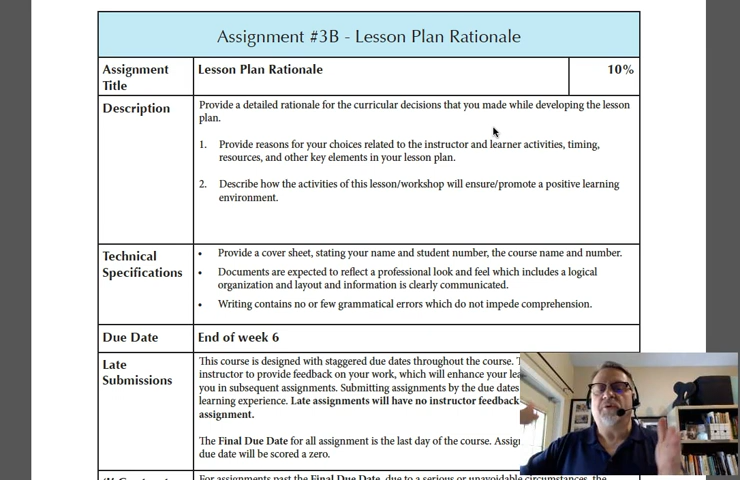 Assignment #3B - Lesson Plan Rationale
Assignment
Title
Lesson Plan Rationale
10%
Description
Provide a detailed rationale for the curricular decisions that you made while developing the lesson
plan.
1. Provide reasons for your choices related to the instructor and learner activities, timing,
resources, and other key elements in your lesson plan.
2. Describe how the activities of this lesson/workshop will ensure/promote a positive learning
environment.
Technical
Specifications
• Provide a cover sheet, stating your name and student number, the course name and number.
• Documents are expected to reflect a professional look and feel which includes a logical
organization and layout and information is clearly communicated.
• Writing contains no or few grammatical errors which do not impede comprehension.
Due Date
End of week 6
Late
Submissions
This course is designed with staggered due dates throughout the course.
instructor to provide feedback on your work, which will enhance your
you in subsequent assignments. Submitting assignments by the due dates
learning experience. Late assignments will have no instructor feedback
assignment.
The Final Due Date for all assignment is the last day of the course.
due date will be scored a zero.
For assignments past the Final Due Date, due to a serious or unavoidable circumstances, the